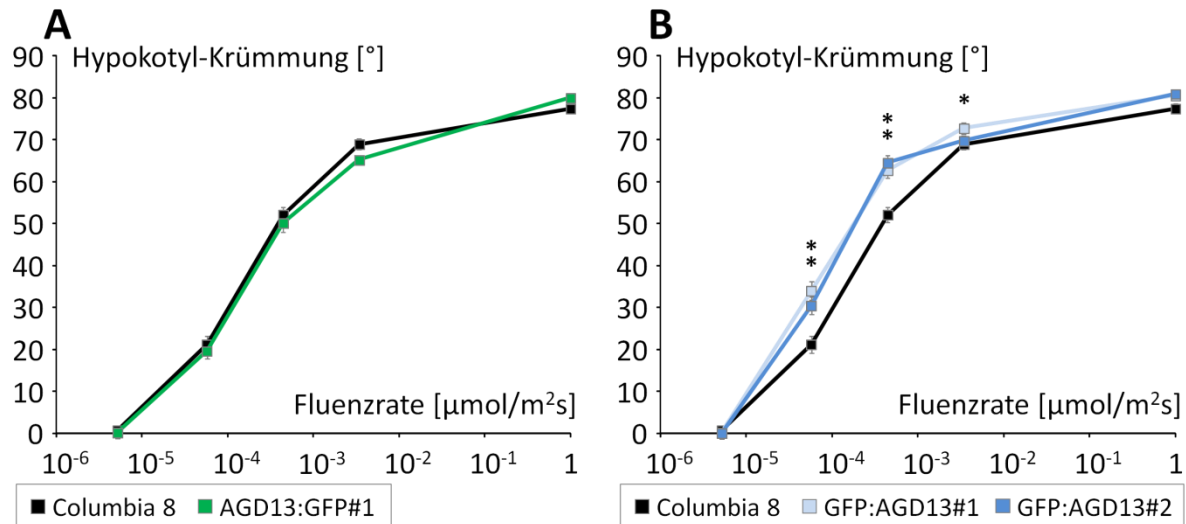 A
Hypokotyl-Krümmung [°]
90
80
70
60
50
40
30
20
10
0
Fluenzrate [µmol/m²s]
10⁻⁶ 10⁻⁵ 10⁻⁴ 10⁻³ 10⁻² 10⁻¹ 1
Columbia 8 AGD13:GFP#1
B
Hypokotyl-Krümmung [°]
90
80
70
60
50
40
30
20
10
0
* *
* *
*
Fluenzrate [µmol/m²s]
10⁻⁶ 10⁻⁵ 10⁻⁴ 10⁻³ 10⁻² 10⁻¹ 1
Columbia 8 GFP:AGD13#1 GFP:AGD13#2